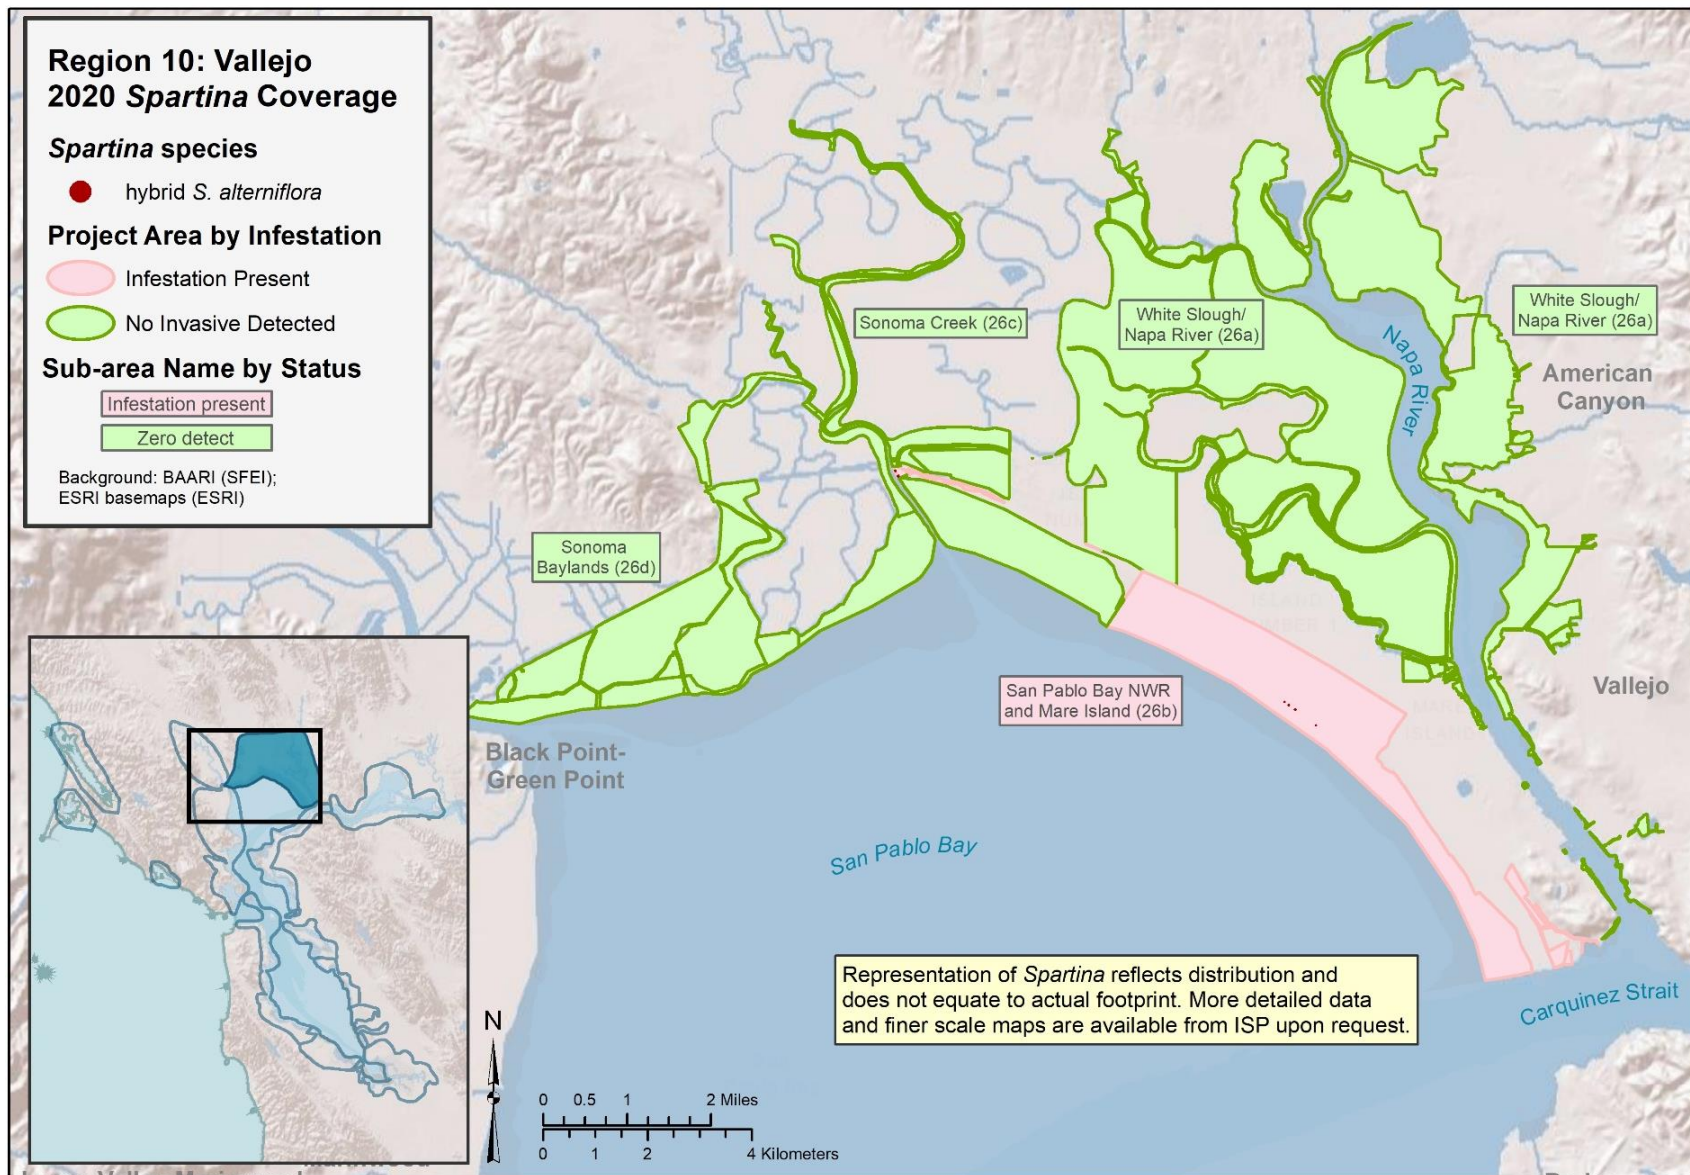 Region 10: Vallejo
2020 Spartina Coverage
Spartina species
hybrid S. alterniflora
Project Area by Infestation
Infestation Present
No Invasive Detected
Sub-area Name by Status
Infestation present
Zero detect
Background: BAARI (SFEI);
ESRI basemaps (ESRI)
Sonoma Creek (26c)
White Slough/
Napa River (26a)
White Slough/
Napa River (26a)
Napa River
American
Canyon
Sonoma
Baylands (26d)
ISLAND
San Pablo Bay NWR
and Mare Island (26b)
Vallejo
ISLAND
Black Point-
Green Point
San Pablo Bay
Representation of Spartina reflects distribution and
does not equate to actual footprint. More detailed data
and finer scale maps are available from ISP upon request.
Carquinez Strait
N
0 0.5 1 2 Miles
0 1 2 4 Kilometers